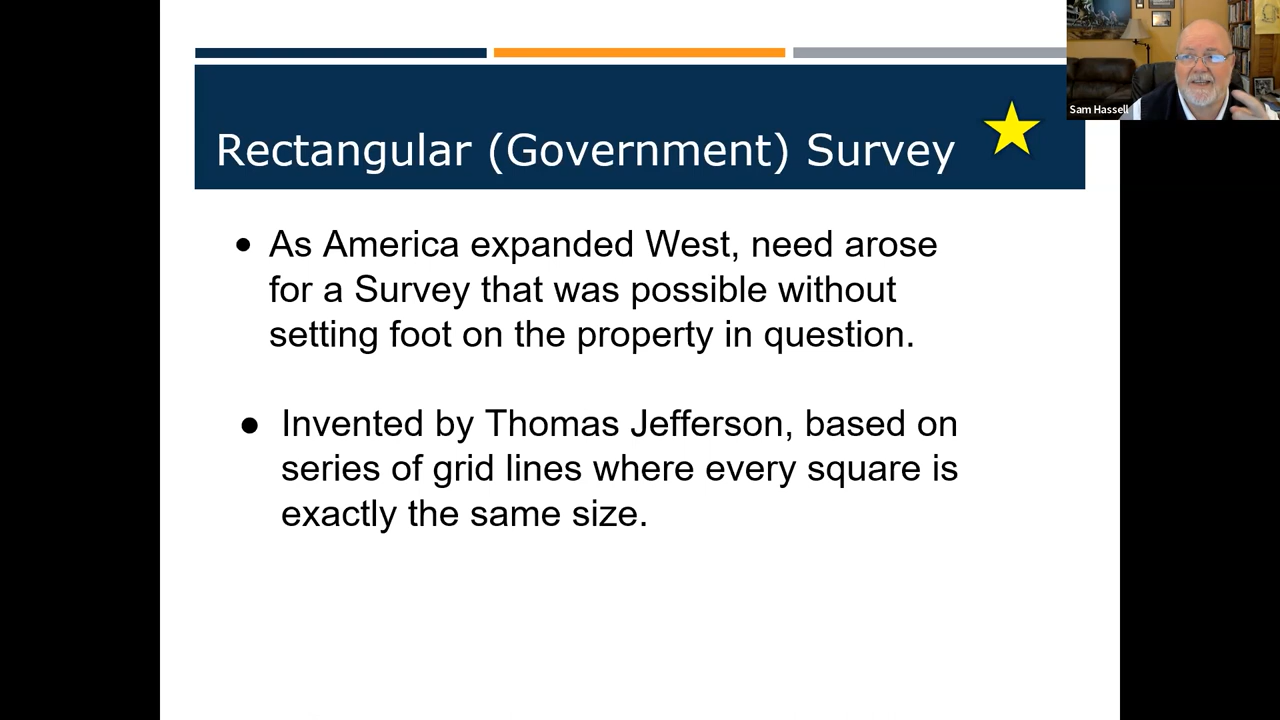 Sam Hassell
Rectangular (Government) Survey
● As America expanded West, need arose
for a Survey that was possible without
setting foot on the property in question.
● Invented by Thomas Jefferson, based on
series of grid lines where every square is
exactly the same size.